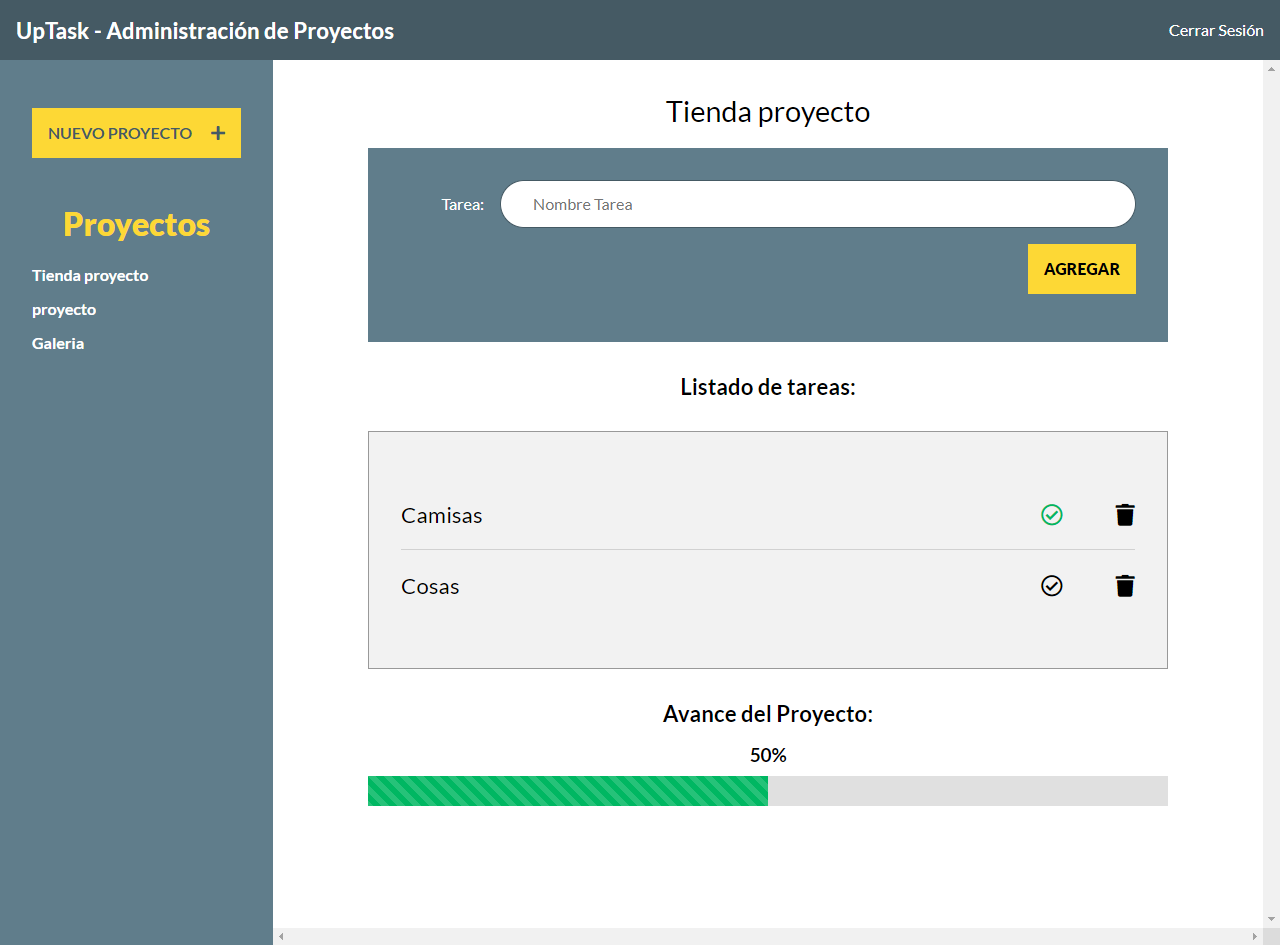 UpTask - Administración de Proyectos
Cerrar Sesión
NUEVO PROYECTO +
Proyectos
Tienda proyecto
proyecto
Galeria
Tienda proyecto
Tarea: Nombre Tarea
AGREGAR
Listado de tareas:
Camisas
Cosas
Avance del Proyecto:
50%